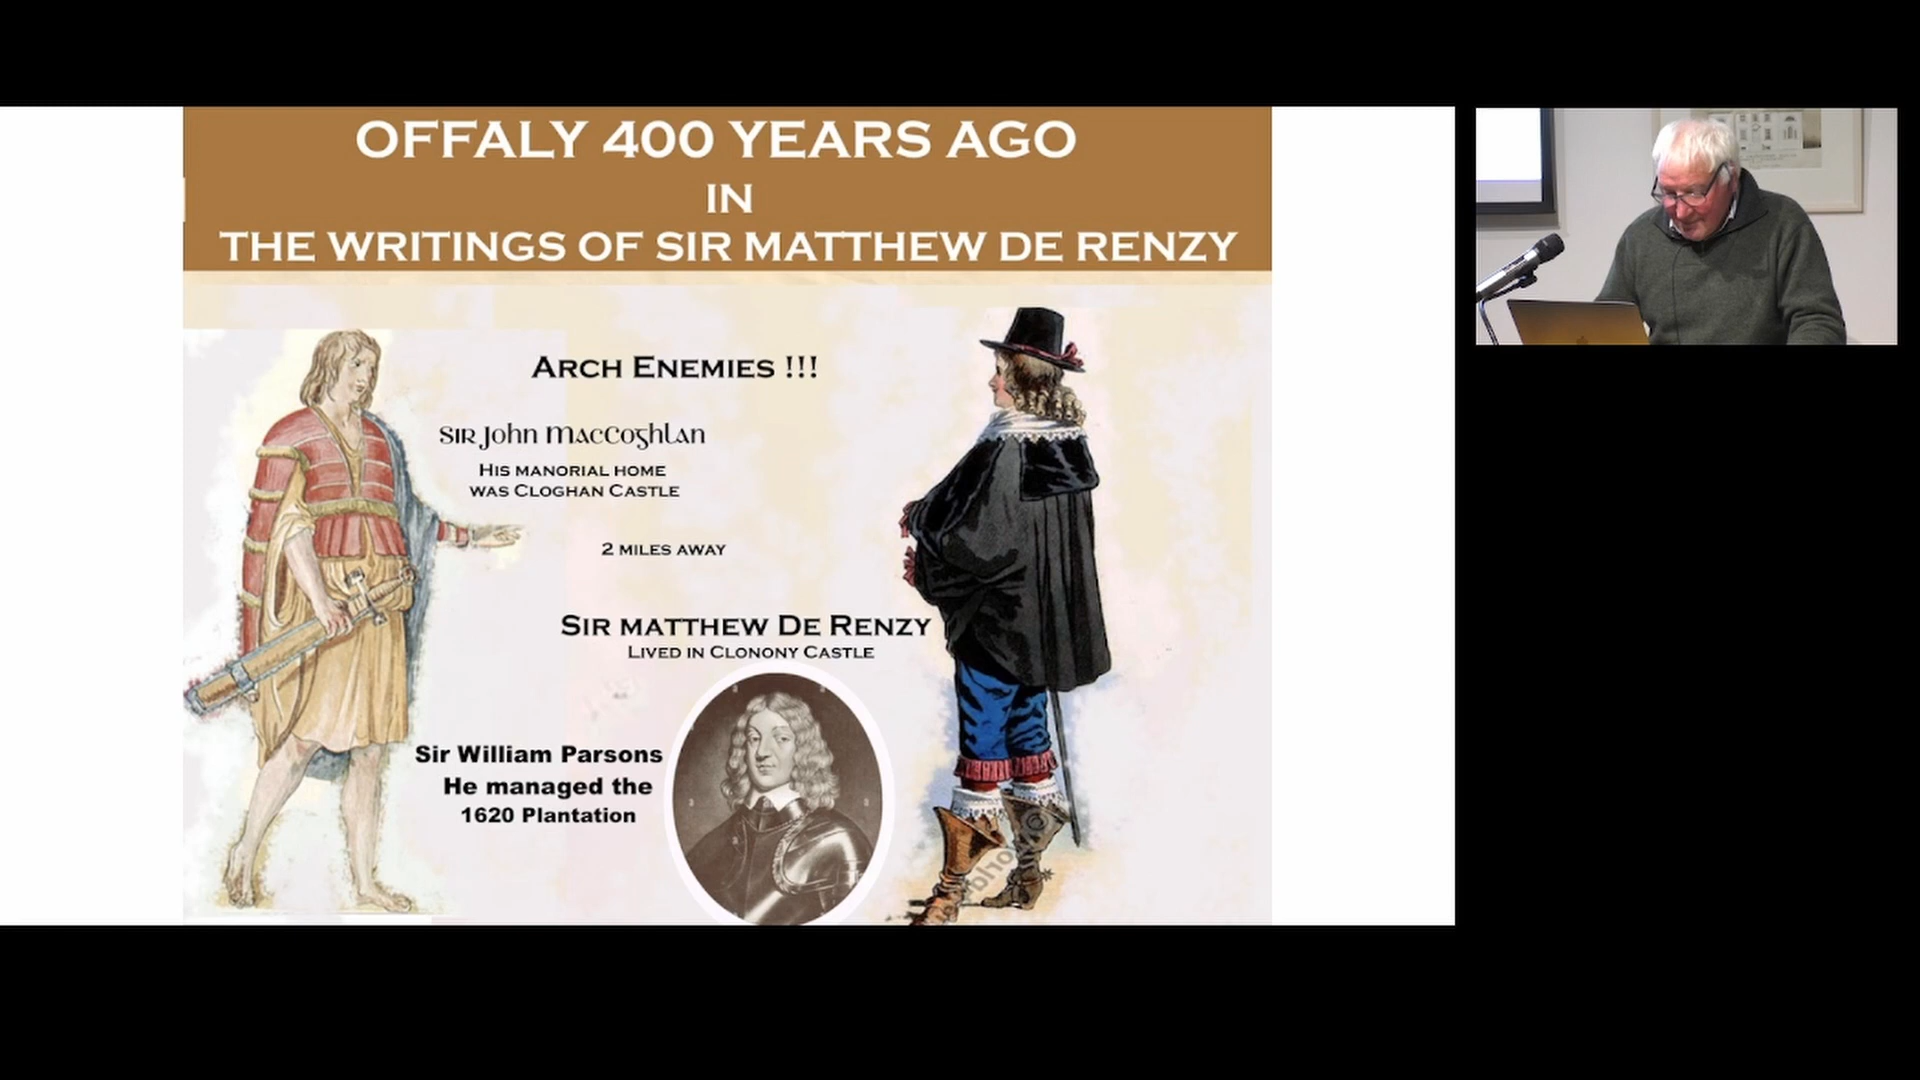 OFFALY 400 YEARS AGO
IN
THE WRITINGS OF SIR MATTHEW DE RENZY
ARCH ENEMIES !!!
Sir John MacCoghlan
HIS MANORIAL HOME
WAS CLOGHAN CASTLE
2 MILES AWAY
SIR MATTHEW DE RENZY
LIVED IN CLONONY CASTLE
Sir William Parsons
He managed the
1620 Plantation